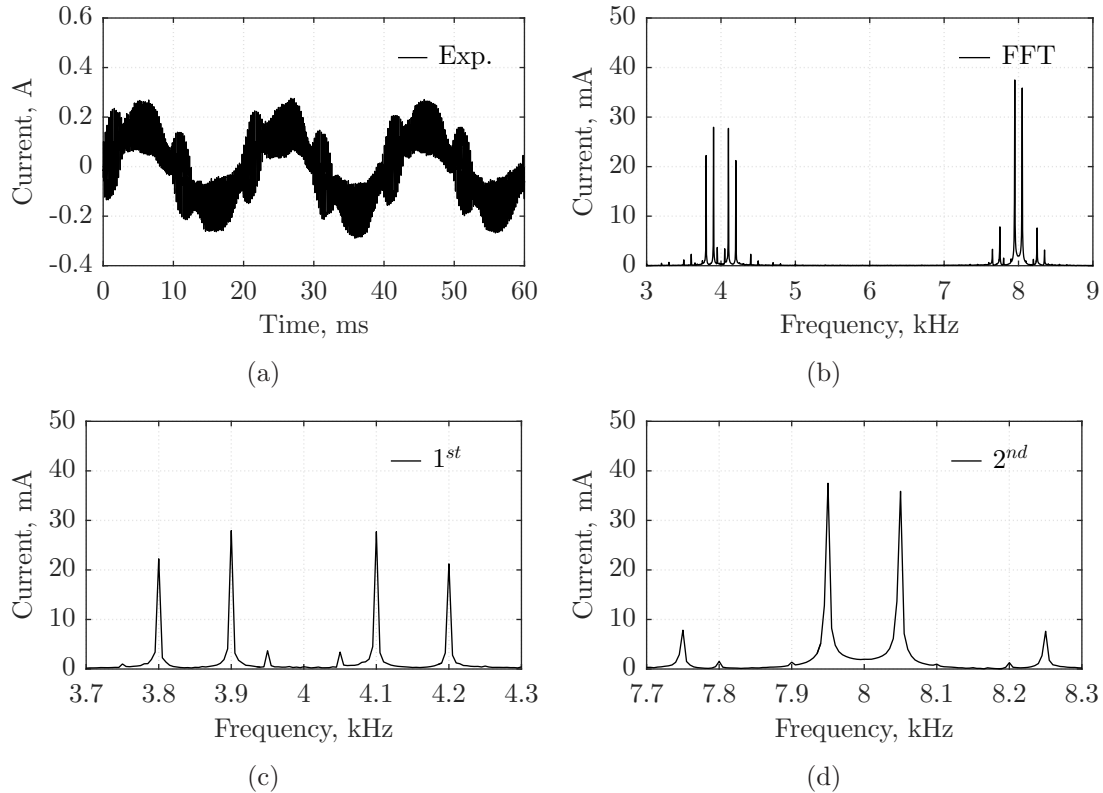 0.6
0.4
0.2
0
-0.2
-0.4
Current, A
Exp.
0 10 20 30 40 50 60
Time, ms
(a)
50
40
30
20
10
0
Current, mA
FFT
3 4 5 6 7 8 9
Frequency, kHz
(b)
50
40
30
20
10
0
Current, mA
1st
3.7 3.8 3.9 4 4.1 4.2 4.3
Frequency, kHz
(c)
50
40
30
20
10
0
Current, mA
2nd
7.7 7.8 7.9 8 8.1 8.2 8.3
Frequency, kHz
(d)